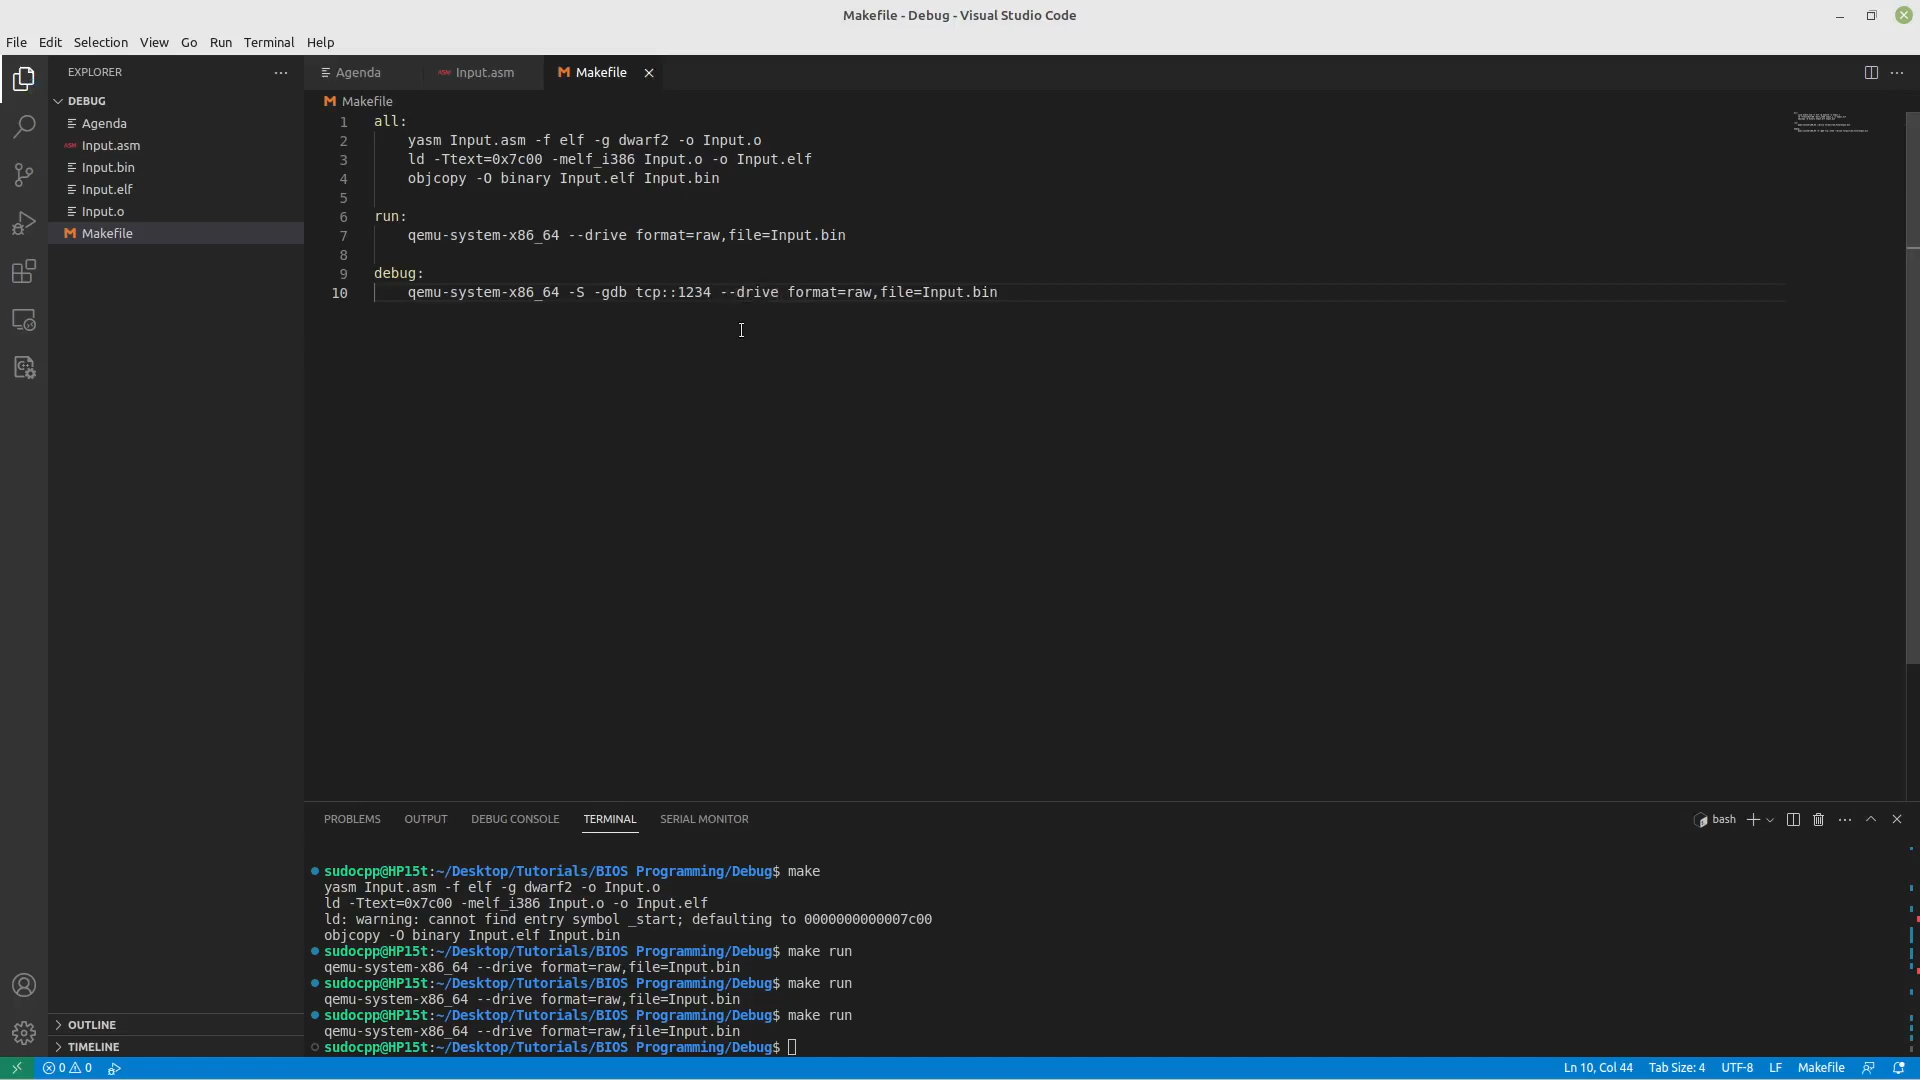 Makefile - Debug - Visual Studio Code
File Edit Selection View Go Run Terminal Help
EXPLORER
DEBUG
Agenda
Input.asm
Input.bin
Input.elf
Input.o
Makefile
OUTLINE
TIMELINE
Agenda Input.asm Makefile
Makefile
1 all:
2 yasm Input.asm -f elf -g dwarf2 -o Input.o
3 ld -Ttext=0x7c00 -melf_i386 Input.o -o Input.elf
4 objcopy -O binary Input.elf Input.bin
5
6 run:
7 qemu-system-x86_64 --drive format=raw,file=Input.bin
8
9 debug:
10 qemu-system-x86_64 -S -gdb tcp::1234 --drive format=raw,file=Input.bin
PROBLEMS OUTPUT DEBUG CONSOLE TERMINAL SERIAL MONITOR
bash
sudocpp@HP15t:~/Desktop/Tutorials/BIOS Programming/Debug$ make
yasm Input.asm -f elf -g dwarf2 -o Input.o
ld -Ttext=0x7c00 -melf_i386 Input.o -o Input.elf
ld: warning: cannot find entry symbol _start; defaulting to 0000000000007c00
objcopy -O binary Input.elf Input.bin
sudocpp@HP15t:~/Desktop/Tutorials/BIOS Programming/Debug$ make run
qemu-system-x86_64 --drive format=raw,file=Input.bin
sudocpp@HP15t:~/Desktop/Tutorials/BIOS Programming/Debug$ make run
qemu-system-x86_64 --drive format=raw,file=Input.bin
sudocpp@HP15t:~/Desktop/Tutorials/BIOS Programming/Debug$ make run
qemu-system-x86_64 --drive format=raw,file=Input.bin
sudocpp@HP15t:~/Desktop/Tutorials/BIOS Programming/Debug$
0 0 Ln 10, Col 44 Tab Size: 4 UTF-8 LF Makefile